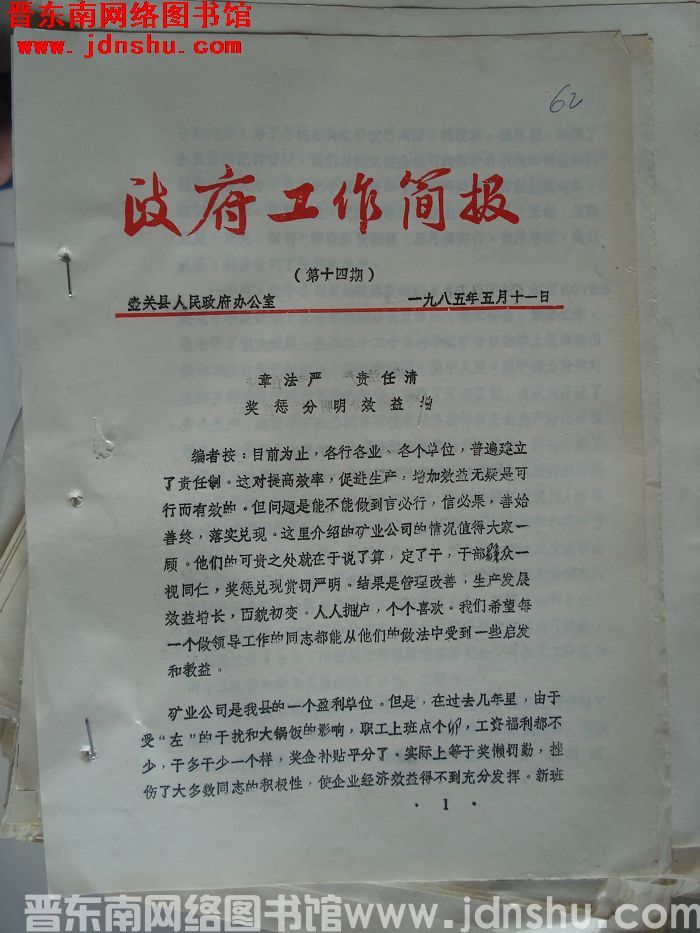 晋东南网络图书馆
www.jdnshu.com
62
政府工作简报
（第十四期）
壶关县人民政府办公室 一九八五年五月十一日
章法严 责任清
奖惩分明效益增
编者按：目前为止，各行各业、各个单位，普遍建立
了责任制。这对提高效率，促进生产，增加效益无疑是可
行而有效的。但问题是能不能做到言必行，信必果，善始
善终，落实兑现。这里介绍的矿业公司的情况值得大家一
顾。他们的可贵之处就在于说了算，定了干，干部群众一
视同仁，奖惩兑现赏罚严明。结果是管理改善，生产发展
效益增长，面貌初变。人人拥户，个个喜欢。我们希望每
一个做领导工作的同志都能从他们的做法中受到一些启发
和教益。
矿业公司是我县的一个盈利单位。但是，在过去几年里，由于
受“左”的干扰和大锅饭的影响，职工上班点个卯，工资福利都不
少，干多干少一个样，奖金补贴平分了。实际上等于奖懒罚勤，挫
伤了大多数同志的积极性，使企业经济效益得不到充分发挥。新班
·1·
晋东南网络图书馆www.jdnshu.com